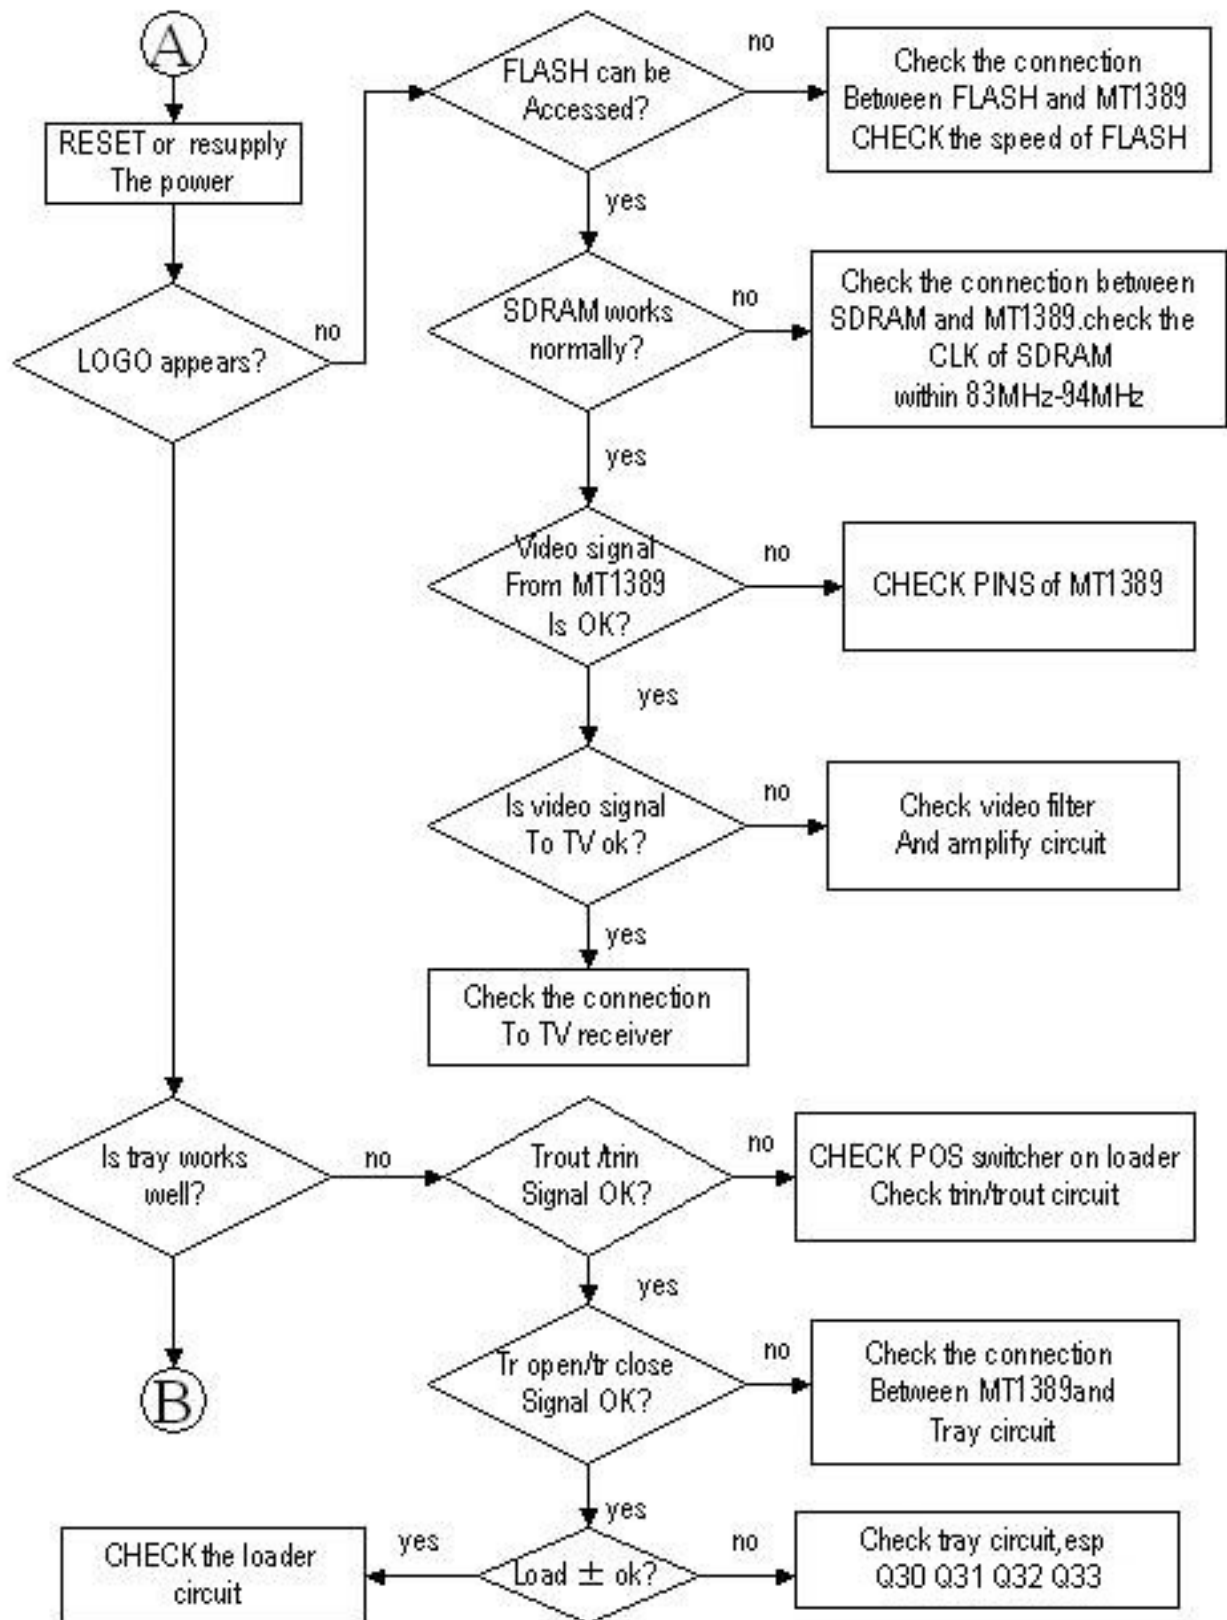 A
RESET or resupply
The power
LOGO appears?
no
FLASH can be
Accessed?
no
Check the connection
Between FLASH and MT1389
CHECK the speed of FLASH
yes
SDRAM works
normally?
no
Check the connection between
SDRAM and MT1389.check the
CLK of SDRAM
within 83MHz-94MHz
yes
Video signal
From MT1389
Is OK?
no
CHECK PINS of MT1389
yes
Is video signal
To TV ok?
no
Check video filter
And amplify circuit
yes
Check the connection
To TV receiver
Is tray works
well?
no
Trout /trin
Signal OK?
no
CHECK POS switcher on loader
Check trin/trout circuit
yes
Tr open/tr close
Signal OK?
no
Check the connection
Between MT1389and
Tray circuit
B
yes
Load ± ok?
yes
CHECK the loader
circuit
no
Check tray circuit,esp
Q30 Q31 Q32 Q33